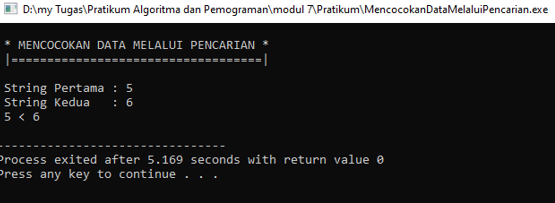 D:\my Tugas\Pratikum Algoritma dan Pemograman\modul 7\Pratikum\MencocokanDataMelaluiPencarian.exe
* MENCOCOKAN DATA MELALUI PENCARIAN *
|===================================|
String Pertama : 5
String Kedua   : 6
5 < 6
--------------------------------
Process exited after 5.169 seconds with return value 0
Press any key to continue . . .